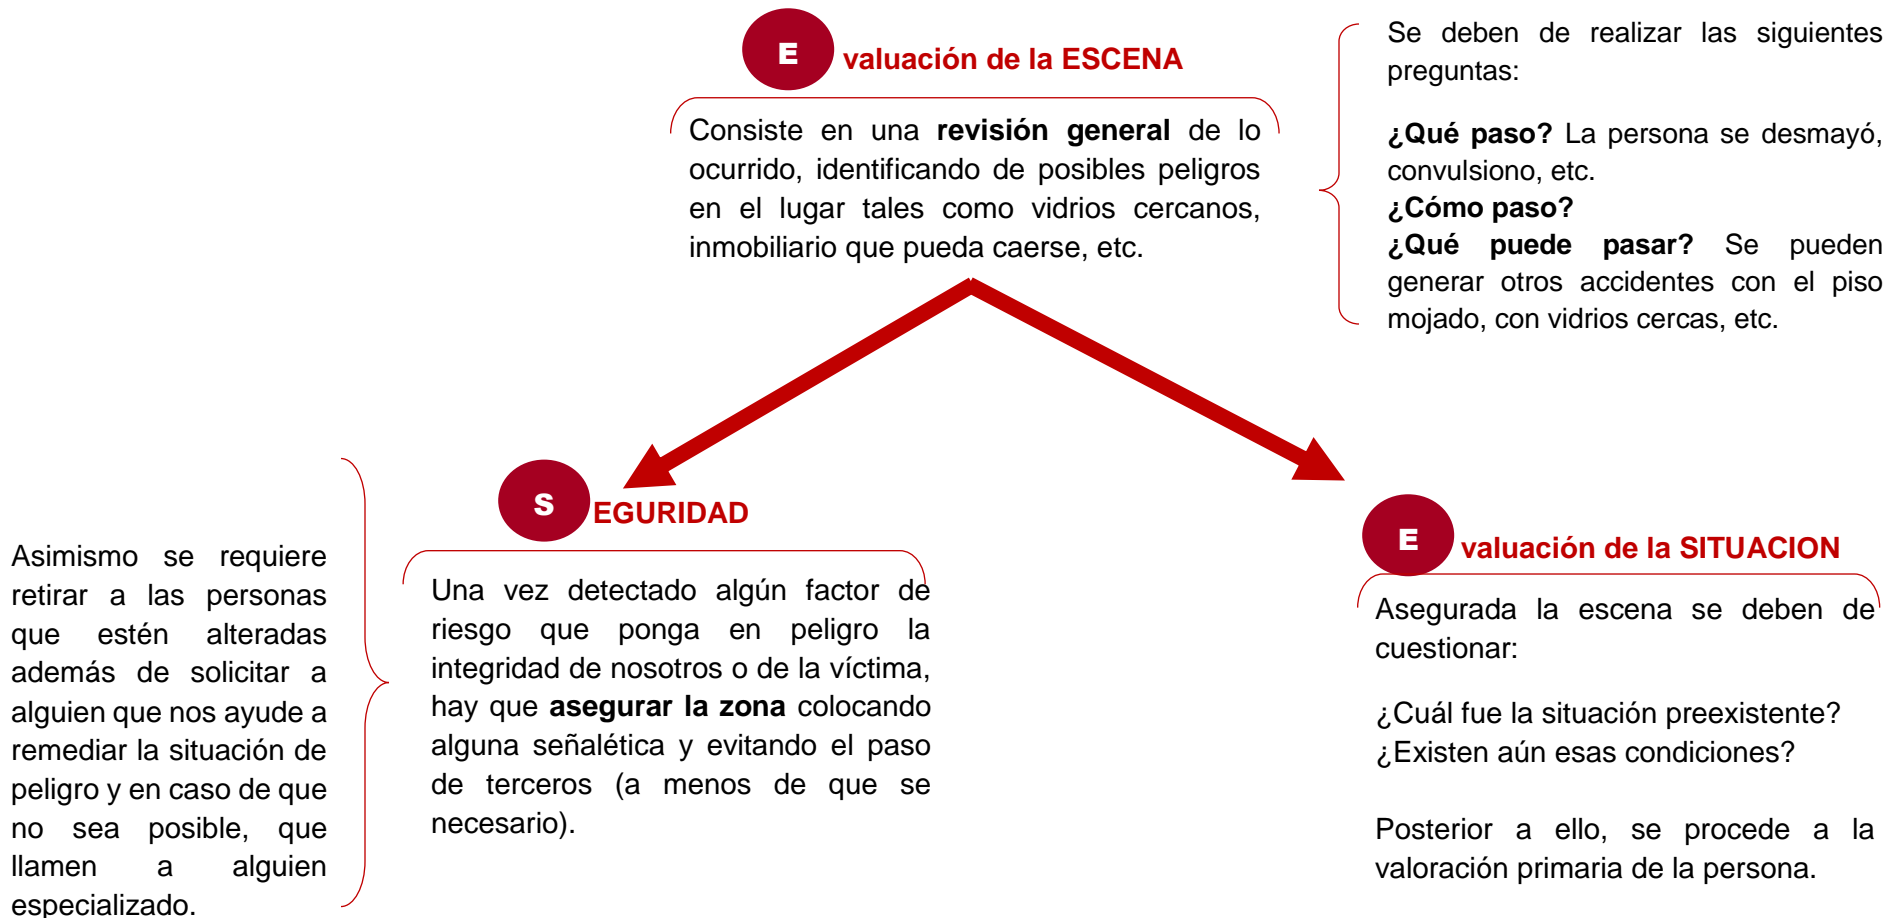 E valuación de la ESCENA
Consiste en una revisión general de lo
ocurrido, identificando de posibles peligros
en el lugar tales como vidrios cercanos,
inmobiliario que pueda caerse, etc.
Se deben de realizar las siguientes
preguntas:
¿Qué paso? La persona se desmayó,
convulsiono, etc.
¿Cómo paso?
¿Qué puede pasar? Se pueden
generar otros accidentes con el piso
mojado, con vidrios cercas, etc.
S EGURIDAD
Una vez detectado algún factor de
riesgo que ponga en peligro la
integridad de nosotros o de la víctima,
hay que asegurar la zona colocando
alguna señalética y evitando el paso
de terceros (a menos de que se
necesario).
Asimismo se requiere
retirar a las personas
que estén alteradas
además de solicitar a
alguien que nos ayude a
remediar la situación de
peligro y en caso de que
no sea posible, que
llamen a alguien
especializado.
E valuación de la SITUACION
Asegurada la escena se deben de
cuestionar:
¿Cuál fue la situación preexistente?
¿Existen aún esas condiciones?
Posterior a ello, se procede a la
valoración primaria de la persona.